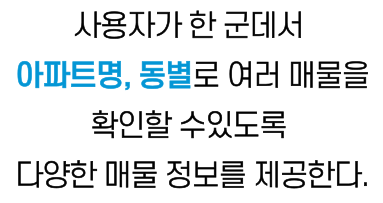 사용자가 한 군데서
아파트명, 동별로 여러 매물을
확인할 수있도록
다양한 매물 정보를 제공한다.